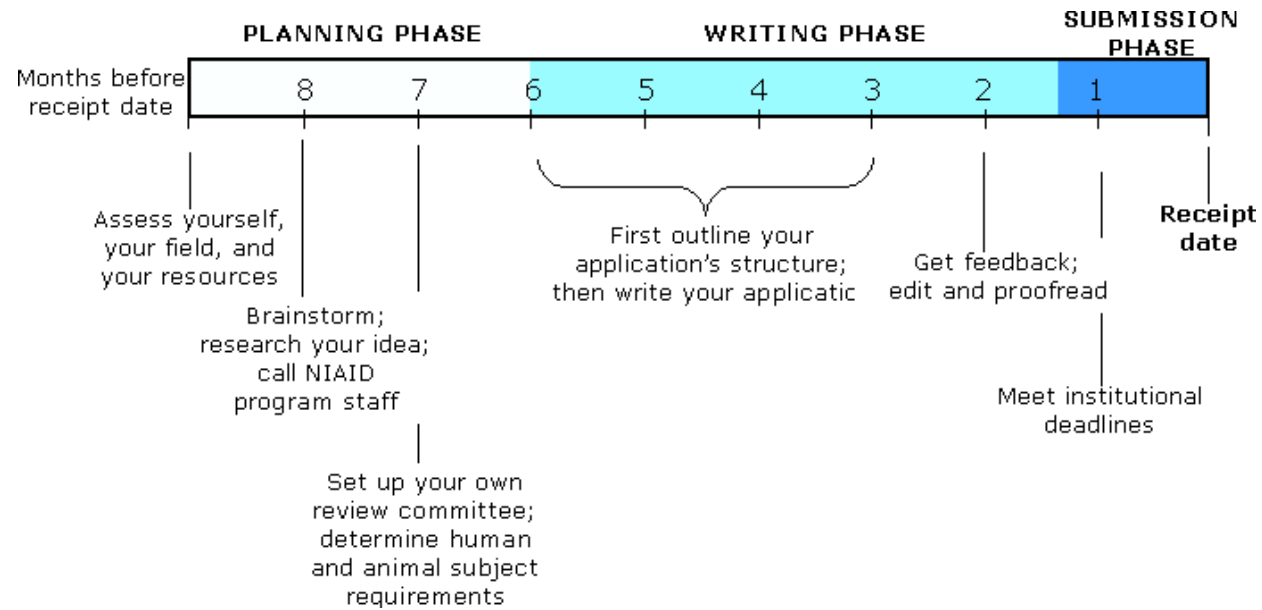 PLANNING PHASE
WRITING PHASE
SUBMISSION
PHASE
Months before
receipt date
8 7 6 5 4 3 2 1
Assess yourself,
your field, and
your resources
Brainstorm;
research your idea;
call NIAID
program staff
Set up your own
review committee;
determine human
and animal subject
requirements
First outline your
application's structure;
then write your applicatic
Get feedback;
edit and proofread
Meet institutional
deadlines
Receipt
date